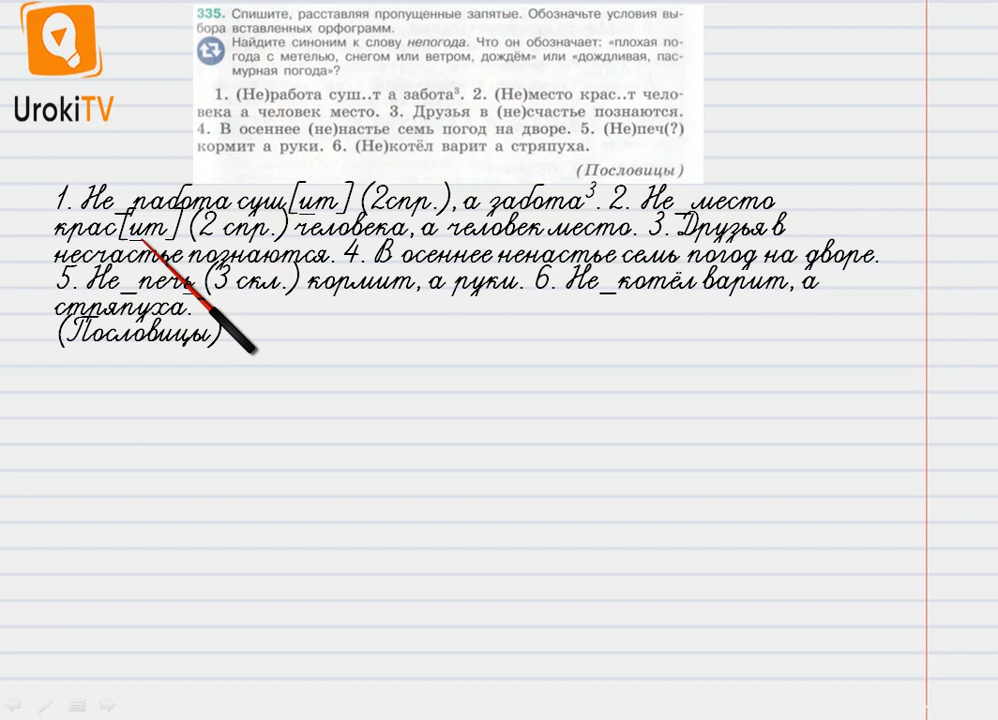 335. Спишите, расставляя пропущенные запятые. Обозначьте условия вы-
бора вставленных орфограмм.
Найдите синоним к слову непогода. Что он обозначает: «плохая по-
года с метелью, снегом или ветром, дождём» или «дождливая, пас-
мурная погода»?
UrokiTV
1. (Не)работа суш..т а забота³. 2. (Не)место крас..т чело-
века а человек место. 3. Друзья в (не)счастье познаются.
4. В осеннее (не)настье семь погод на дворе. 5. (Не)печ(?)
кормит а руки. 6. (Не)котёл варит а стряпуха.
(Пословицы)
1. Не_работа суш[ит] (2спр.), а забота³. 2. Не_место
крас[ит] (2 спр.) человека, а человек место. 3. Друзья в
несчастье познаются. 4. В осеннее ненастье семь погод на дворе.
5. Не_печь (3 скл.) кормит, а руки. 6. Не_котёл варит, а
стряпуха.
(Пословицы)